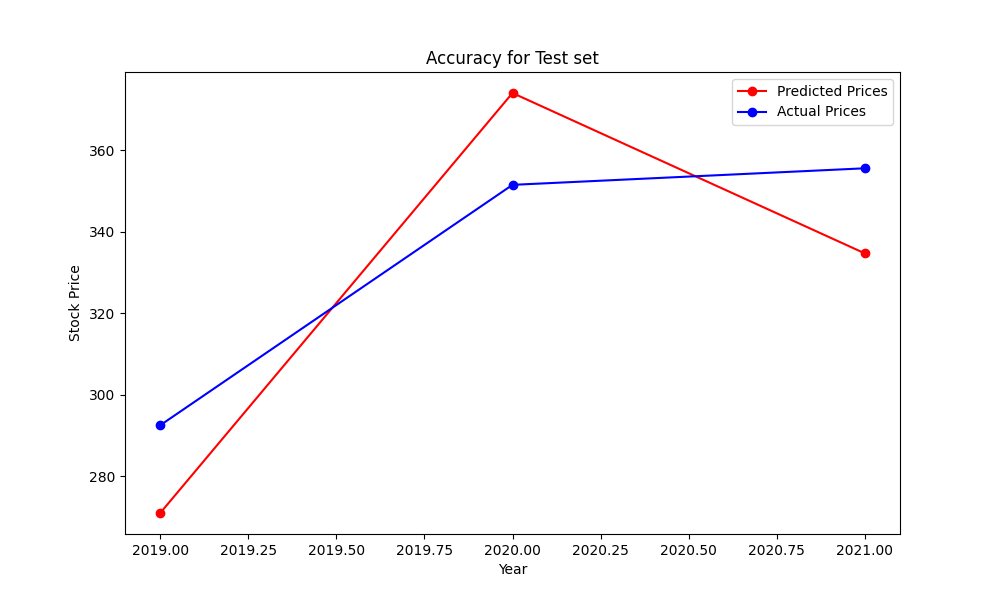 Accuracy for Test set
Predicted Prices
Actual Prices
360
340
320
300
280
Stock Price
2019.00 2019.25 2019.50 2019.75 2020.00 2020.25 2020.50 2020.75 2021.00
Year